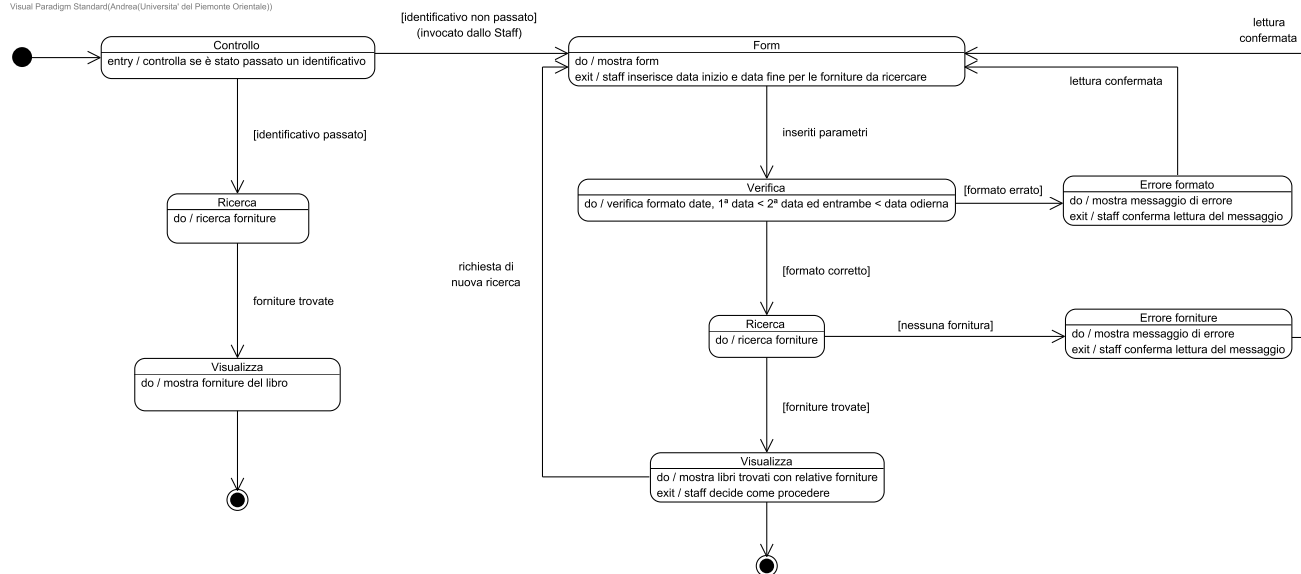 Visual Paradigm Standard(Andrea(Universita' del Piemonte Orientale))
[identificativo non passato]
(invocato dallo Staff)
lettura
confermata
Controllo
entry / controlla se è stato passato un identificativo
Form
do / mostra form
exit / staff inserisce data inizio e data fine per le forniture da ricercare
lettura confermata
[identificativo passato]
inseriti parametri
Ricerca
do / ricerca forniture
Verifica
do / verifica formato date, 1ª data < 2ª data ed entrambe < data odierna
[formato errato]
Errore formato
do / mostra messaggio di errore
exit / staff conferma lettura del messaggio
richiesta di
nuova ricerca
[formato corretto]
forniture trovate
Ricerca
do / ricerca forniture
[nessuna fornitura]
Errore forniture
do / mostra messaggio di errore
exit / staff conferma lettura del messaggio
Visualizza
do / mostra forniture del libro
[forniture trovate]
Visualizza
do / mostra libri trovati con relative forniture
exit / staff decide come procedere